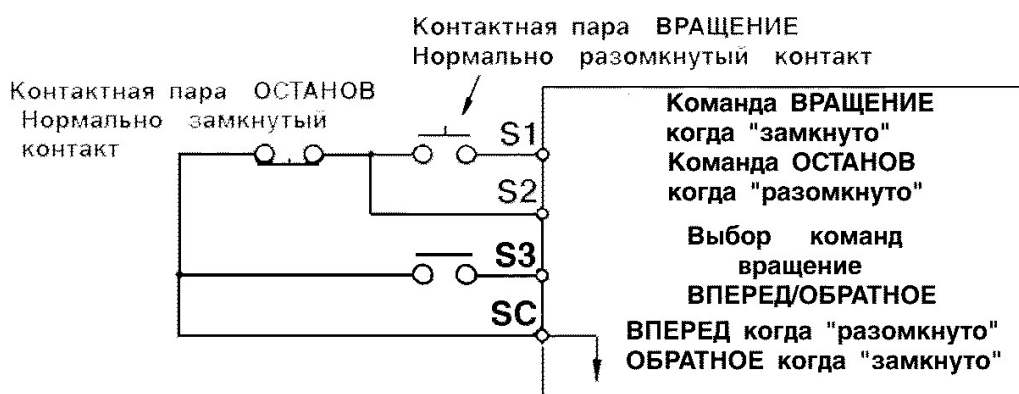 Контактная пара ВРАЩЕНИЕ
Нормально разомкнутый контакт
Контактная пара ОСТАНОВ
Нормально замкнутый
контакт
S1
S2
S3
SC
Команда ВРАЩЕНИЕ
когда "замкнуто"
Команда ОСТАНОВ
когда "разомкнуто"
Выбор команд
вращение
ВПЕРЕД/ОБРАТНОЕ
ВПЕРЕД когда "разомкнуто"
ОБРАТНОЕ когда "замкнуто"